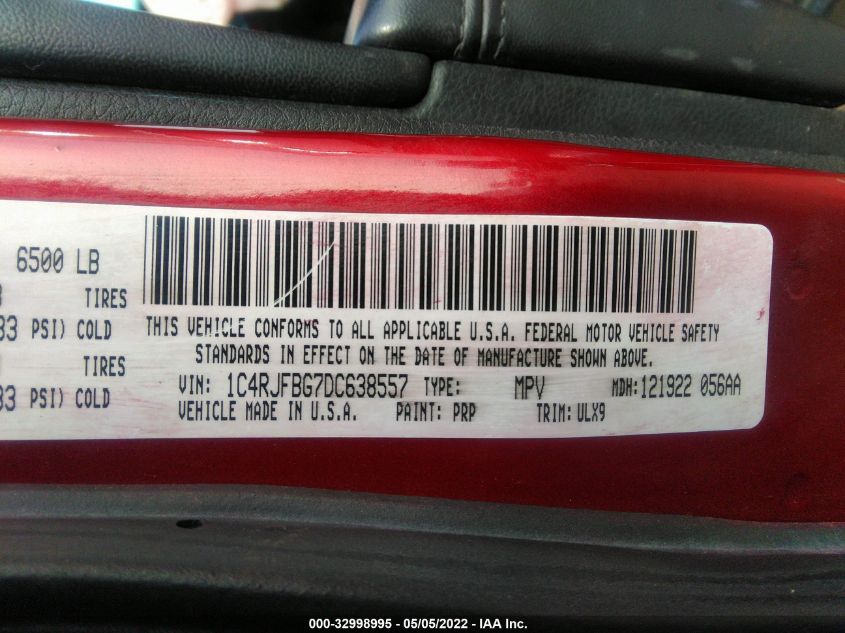 6500 LB
TIRES
THIS VEHICLE CONFORMS TO ALL APPLICABLE U.S.A. FEDERAL MOTOR VEHICLE SAFETY
33 PSI) COLD
STANDARDS IN EFFECT ON THE DATE OF MANUFACTURE SHOWN ABOVE.
TIRES
VIN: 1C4RJFBG7DC638557 TYPE: MPV MDH:121922 056AA
33 PSI) COLD
VEHICLE MADE IN U.S.A. PAINT: PRP TRIM: ULX9
000-32998995 - 05/05/2022 - IAA Inc.